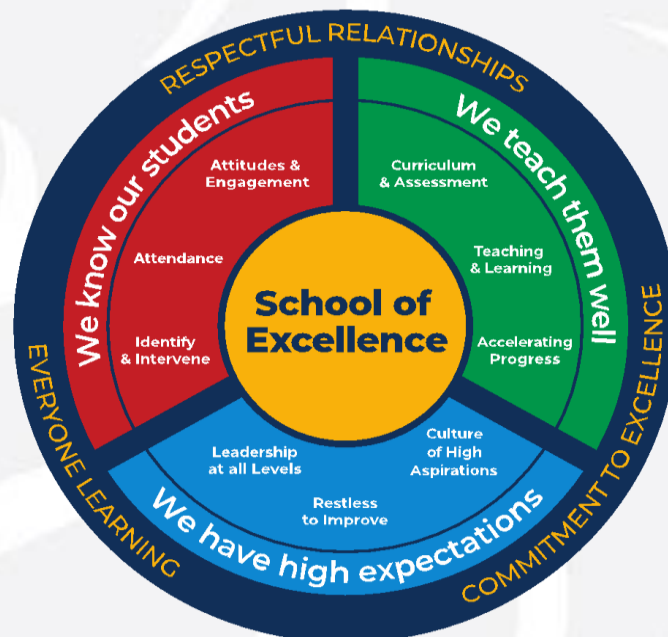 RESPECTFUL RELATIONSHIPS
We know our students
Attitudes &
Engagement
Attendance
Identify
& Intervene
We teach them well
Curriculum
& Assessment
Teaching
& Learning
Accelerating
Progress
School of
Excellence
Leadership
at all Levels
Restless
to Improve
Culture
of High
Aspirations
We have high expectations
EVERYONE LEARNING
COMMITMENT TO EXCELLENCE